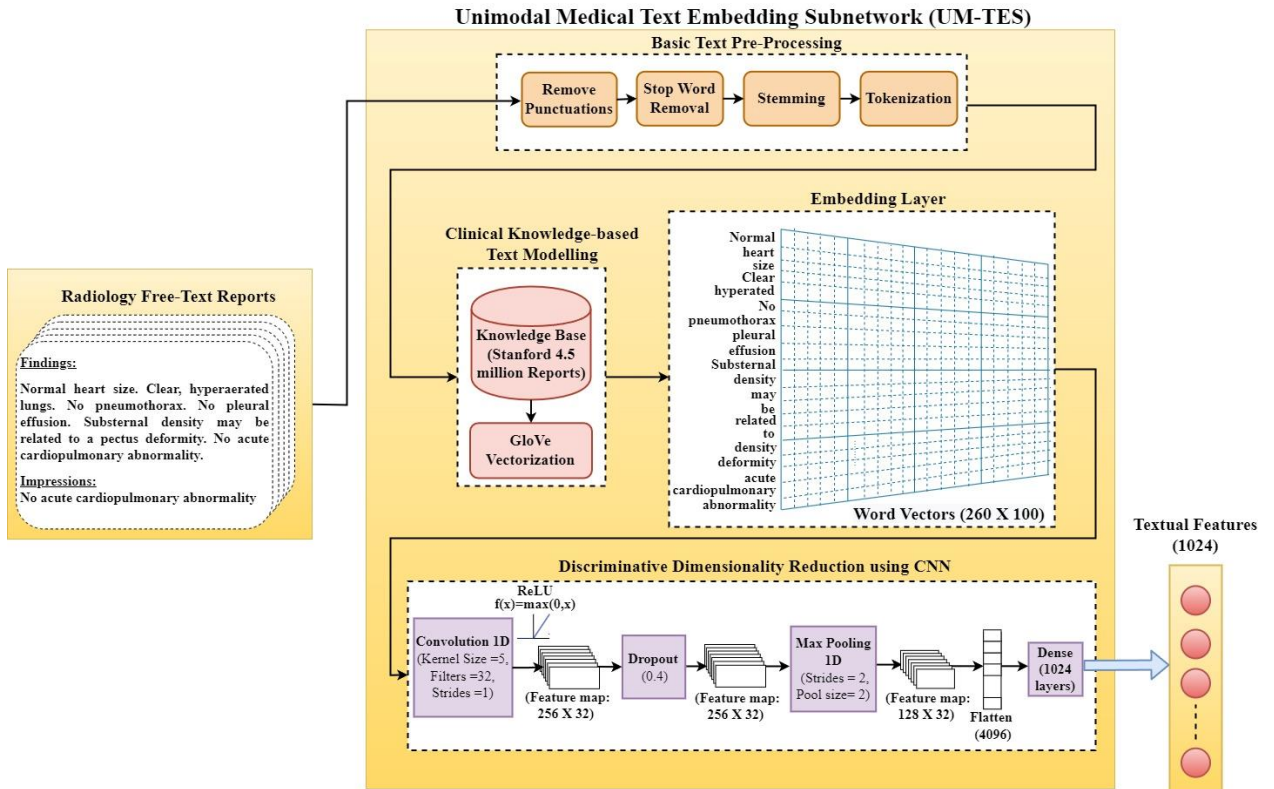 Unimodal Medical Text Embedding Subnetwork (UM-TES)
Basic Text Pre-Processing
Remove
Punctuations
Stop Word
Removal
Stemming
Tokenization
Radiology Free-Text Reports
Findings:
Normal heart size. Clear, hyperaerated
lungs. No pneumothorax. No pleural
effusion. Substernal density may be
related to a pectus deformity. No acute
cardiopulmonary abnormality.
Impressions:
No acute cardiopulmonary abnormality
Clinical Knowledge-based
Text Modelling
Knowledge Base
(Stanford 4.5
million Reports)
GloVe
Vectorization
Embedding Layer
Normal
heart
size
Clear
hyperated
No
pneumothorax
pleural
effusion
Substernal
density
may
be
related
to
density
deformity
acute
cardiopulmonary
abnormality
Word Vectors (260 X 100)
Discriminative Dimensionality Reduction using CNN
Convolution 1D
(Kernel Size =5,
Filters =32,
Strides =1)
ReLU
f(x)=max(0,x)
(Feature map:
256 X 32)
Dropout
(0.4)
(Feature map:
256 X 32)
Max Pooling
1D
(Strides = 2,
Pool size= 2)
(Feature map:
128 X 32)
Flatten
(4096)
Dense
(1024
layers)
Textual Features
(1024)